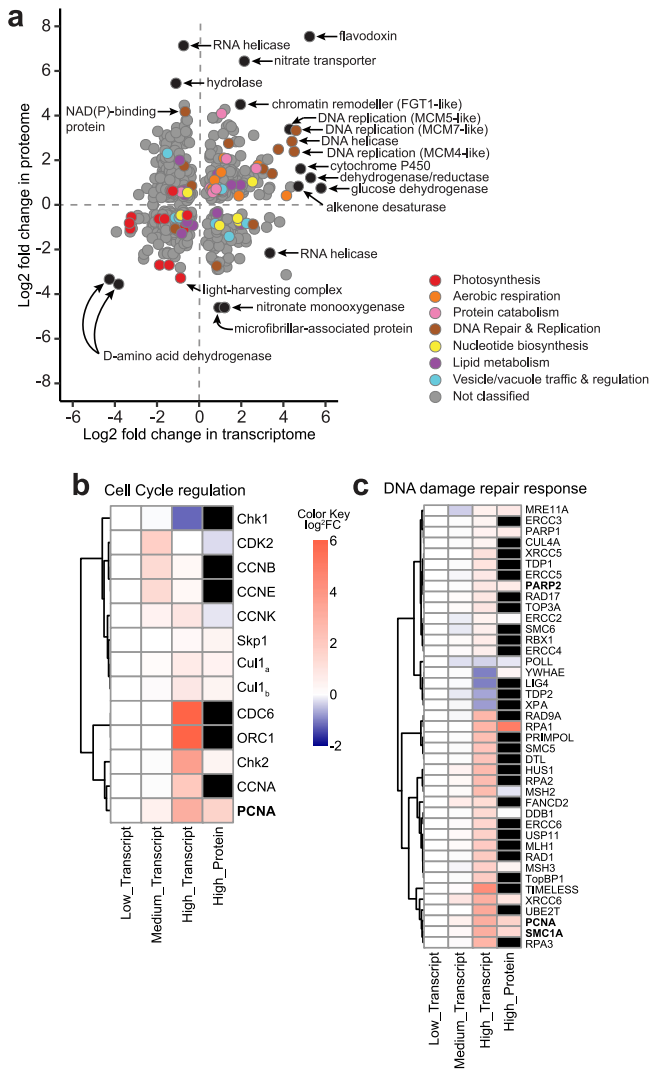 a
8
4
2
0
-2
-4
-6
-8
-6
-4
-2
0
2
4
6
Log2 fold change in proteome
Log2 fold change in transcriptome
RNA helicase
flavodoxin
nitrate transporter
hydrolase
NAD(P)-binding
protein
chromatin remodeller (FGT1-like)
DNA replication (MCM5-like)
DNA replication (MCM7-like)
DNA helicase
DNA replication (MCM4-like)
cytochrome P450
dehydrogenase/reductase
glucose dehydrogenase
alkenone desaturase
RNA helicase
light-harvesting complex
nitronate monooxygenase
microfibrillar-associated protein
D-amino acid dehydrogenase
Photosynthesis
Aerobic respiration
Protein catabolism
DNA Repair & Replication
Nucleotide biosynthesis
Lipid metabolism
Vesicle/vacuole traffic & regulation
Not classified
b
Cell Cycle regulation
Chk1
CDK2
CCNB
CCNE
CCNK
Skp1
Cul1a
Cul1b
CDC6
ORC1
Chk2
CCNA
PCNA
Low_Transcript
Medium_Transcript
High_Transcript
High_Protein
Color Key
log²FC
6
4
2
0
-2
c
DNA damage repair response
MRE11A
ERCC3
PARP1
CUL4A
XRCC5
TDP1
ERCC5
PARP2
RAD17
TOP3A
ERCC2
SMC6
RBX1
ERCC4
POLL
YWHAE
LIG4
TDP2
XPA
RAD9A
RPA1
PRIMPOL
SMC5
DTL
HUS1
RPA2
MSH2
FANCD2
DDB1
ERCC6
USP11
MLH1
RAD1
MSH3
TopBP1
TIMELESS
XRCC6
UBE2T
PCNA
SMC1A
RPA3
Low_Transcript
Medium_Transcript
High_Transcript
High_Protein